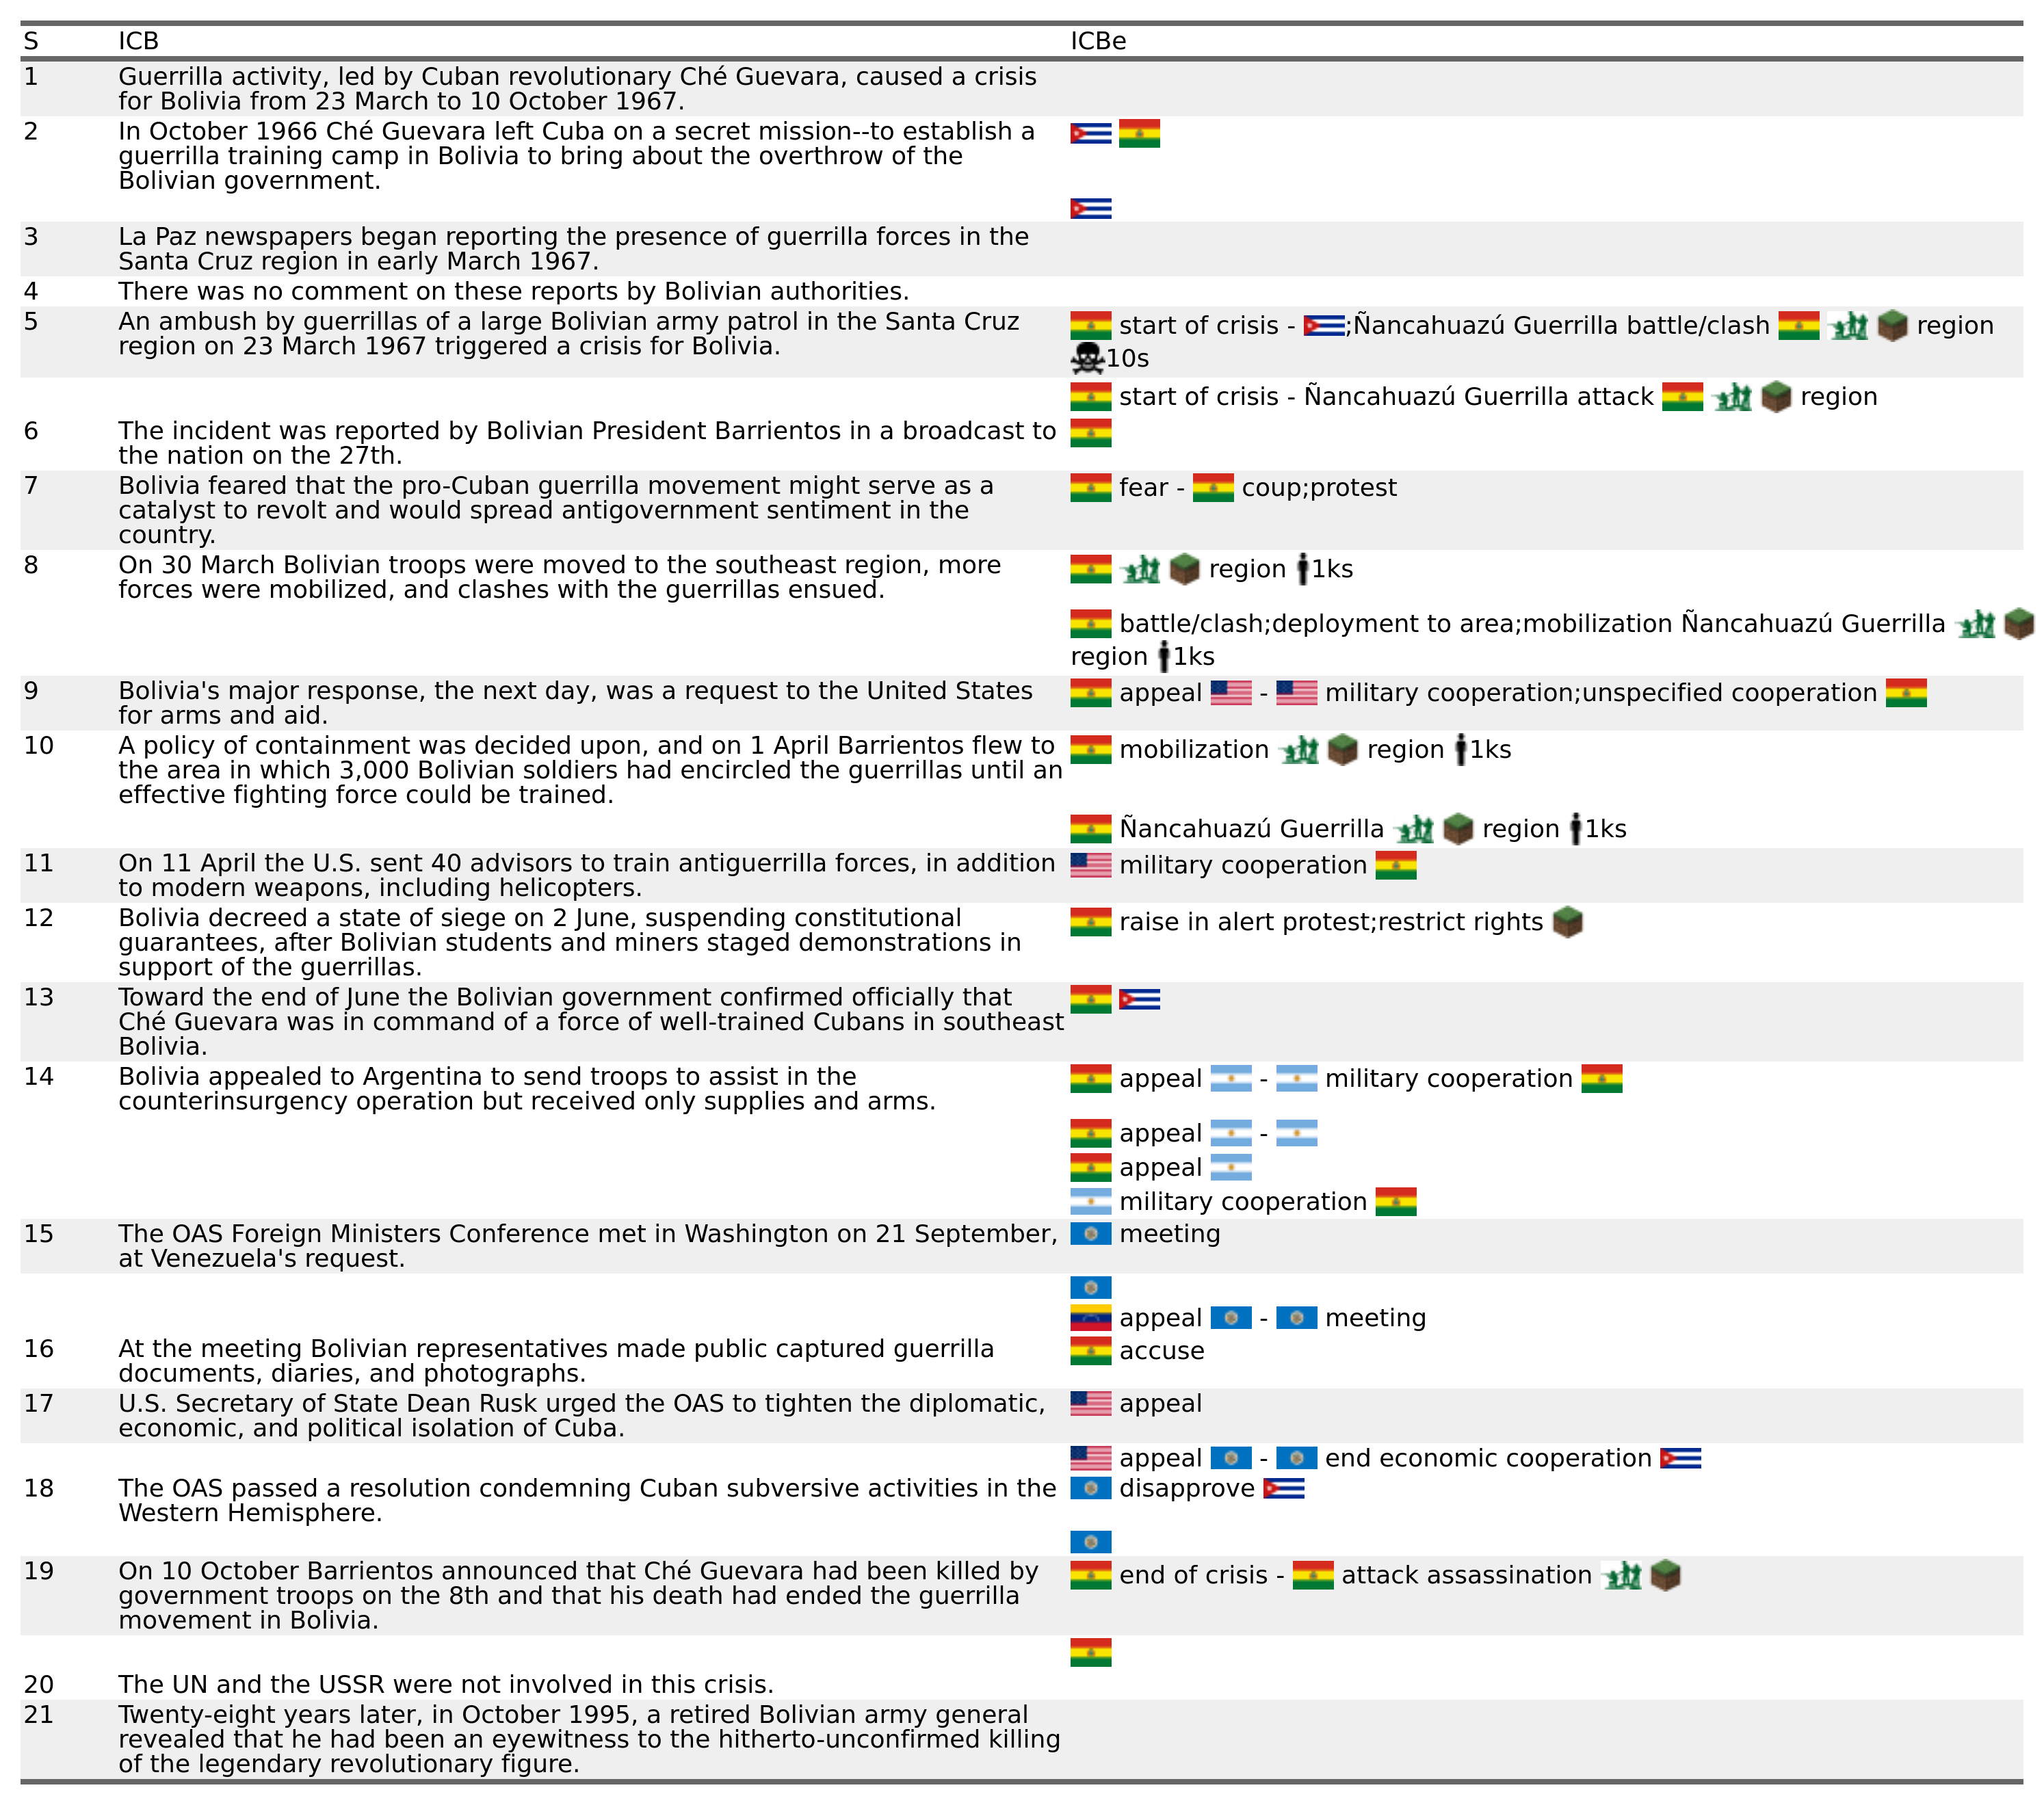 S ICB ICBe
1 Guerrilla activity, led by Cuban revolutionary Ché Guevara, caused a crisis
for Bolivia from 23 March to 10 October 1967.
2 In October 1966 Ché Guevara left Cuba on a secret mission--to establish a
guerrilla training camp in Bolivia to bring about the overthrow of the
Bolivian government.
3 La Paz newspapers began reporting the presence of guerrilla forces in the
Santa Cruz region in early March 1967.
4 There was no comment on these reports by Bolivian authorities.
5 An ambush by guerrillas of a large Bolivian army patrol in the Santa Cruz
region on 23 March 1967 triggered a crisis for Bolivia.
start of crisis - ;Ñancahuazú Guerrilla battle/clash region
10s
start of crisis - Ñancahuazú Guerrilla attack region
6 The incident was reported by Bolivian President Barrientos in a broadcast to
the nation on the 27th.
7 Bolivia feared that the pro-Cuban guerrilla movement might serve as a
catalyst to revolt and would spread antigovernment sentiment in the
country.
fear - coup;protest
8 On 30 March Bolivian troops were moved to the southeast region, more
forces were mobilized, and clashes with the guerrillas ensued.
region 1ks
battle/clash;deployment to area;mobilization Ñancahuazú Guerrilla
region 1ks
9 Bolivia's major response, the next day, was a request to the United States
for arms and aid.
appeal - military cooperation;unspecified cooperation
10 A policy of containment was decided upon, and on 1 April Barrientos flew to
the area in which 3,000 Bolivian soldiers had encircled the guerrillas until an
effective fighting force could be trained.
mobilization region 1ks
Ñancahuazú Guerrilla region 1ks
11 On 11 April the U.S. sent 40 advisors to train antiguerrilla forces, in addition
to modern weapons, including helicopters.
military cooperation
12 Bolivia decreed a state of siege on 2 June, suspending constitutional
guarantees, after Bolivian students and miners staged demonstrations in
support of the guerrillas.
raise in alert protest;restrict rights
13 Toward the end of June the Bolivian government confirmed officially that
Ché Guevara was in command of a force of well-trained Cubans in southeast
Bolivia.
14 Bolivia appealed to Argentina to send troops to assist in the
counterinsurgency operation but received only supplies and arms.
appeal - military cooperation
appeal -
appeal
military cooperation
15 The OAS Foreign Ministers Conference met in Washington on 21 September,
at Venezuela's request.
meeting
appeal - meeting
16 At the meeting Bolivian representatives made public captured guerrilla
documents, diaries, and photographs.
accuse
17 U.S. Secretary of State Dean Rusk urged the OAS to tighten the diplomatic,
economic, and political isolation of Cuba.
appeal
appeal - end economic cooperation
18 The OAS passed a resolution condemning Cuban subversive activities in the
Western Hemisphere.
disapprove
19 On 10 October Barrientos announced that Ché Guevara had been killed by
government troops on the 8th and that his death had ended the guerrilla
movement in Bolivia.
end of crisis - attack assassination
20 The UN and the USSR were not involved in this crisis.
21 Twenty-eight years later, in October 1995, a retired Bolivian army general
revealed that he had been an eyewitness to the hitherto-unconfirmed killing
of the legendary revolutionary figure.